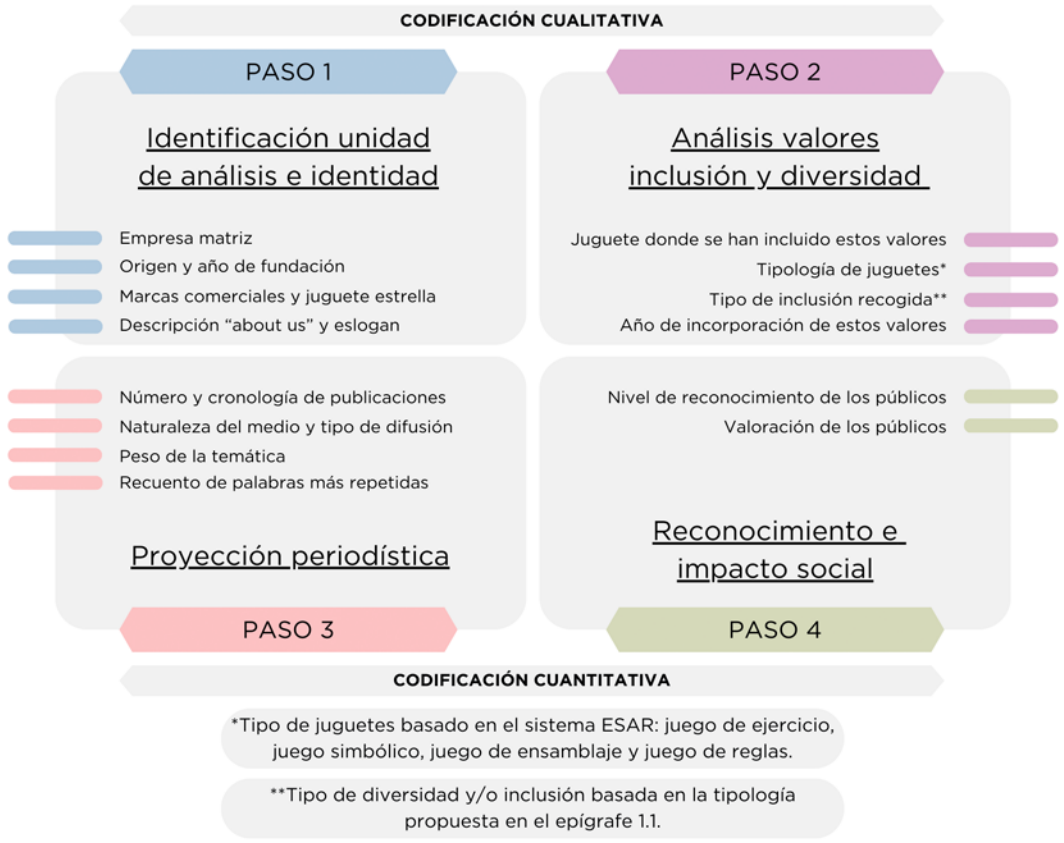 CODIFICACIÓN CUALITATIVA
PASO 1
Identificación unidad
de análisis e identidad
Empresa matriz
Origen y año de fundación
Marcas comerciales y juguete estrella
Descripción “about us” y eslogan
PASO 2
Análisis valores
inclusión y diversidad
Juguete donde se han incluido estos valores
Tipología de juguetes*
Tipo de inclusión recogida**
Año de incorporación de estos valores
Número y cronología de publicaciones
Naturaleza del medio y tipo de difusión
Peso de la temática
Recuento de palabras más repetidas
Proyección periodística
PASO 3
Nivel de reconocimiento de los públicos
Valoración de los públicos
Reconocimiento e
impacto social
PASO 4
CODIFICACIÓN CUANTITATIVA
*Tipo de juguetes basado en el sistema ESAR: juego de ejercicio,
juego simbólico, juego de ensamblaje y juego de reglas.
**Tipo de diversidad y/o inclusión basada en la tipología
propuesta en el epígrafe 1.1.